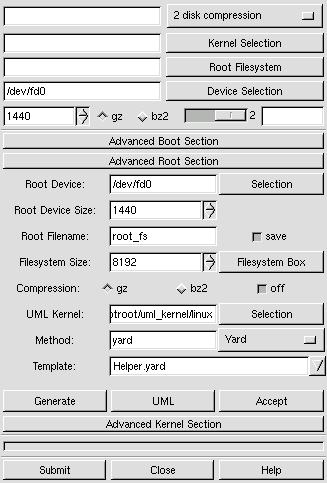 2 disk compression
Kernel Selection
Root Filesystem
/dev/fd0 Device Selection
1440 gz bz2 2
Advanced Boot Section
Advanced Root Section
Root Device: /dev/fd0 Selection
Root Device Size: 1440
Root Filename: root_fs save
Filesystem Size: 8192 Filesystem Box
Compression: gz bz2 off
UML Kernel: otroot/uml_kernel/linux Selection
Method: yard Yard
Template: Helper.yard
Generate UML Accept
Advanced Kernel Section
Submit Close Help